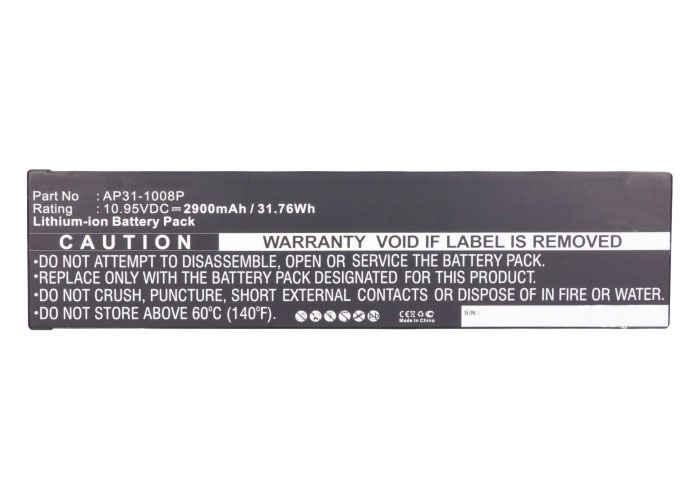 Part No : AP31-1008P
Rating : 10.95VDC⎓2900mAh / 31.76Wh
Lithium-ion Battery Pack
CAUTION WARRANTY VOID IF LABEL IS REMOVED
•DO NOT ATTEMPT TO DISASSEMBLE, OPEN OR SERVICE THE BATTERY PACK.
•REPLACE ONLY WITH THE BATTERY PACK DESIGNATED FOR THIS PRODUCT.
•DO NOT CRUSH, PUNCTURE, SHORT EXTERNAL CONTACTS OR DISPOSE OF IN FIRE OR WATER.
•DO NOT STORE ABOVE 60℃ (140℉).
CE FC
Made in China
S/N.: